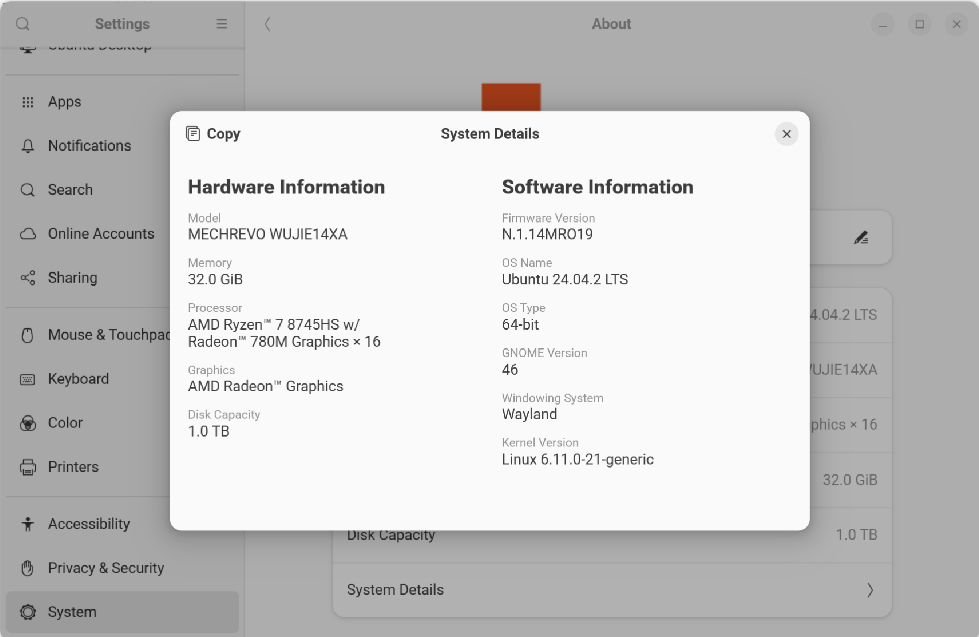 Settings
About
Ubuntu Desktop
Apps
Notifications
Search
Online Accounts
Sharing
Mouse & Touchpad
Keyboard
Color
Printers
Accessibility
Privacy & Security
System
Copy
System Details
Hardware Information
Model
MECHREVO WUJIE14XA
Memory
32.0 GiB
Processor
AMD Ryzen™ 7 8745HS w/
Radeon™ 780M Graphics × 16
Graphics
AMD Radeon™ Graphics
Disk Capacity
1.0 TB
Software Information
Firmware Version
N.1.14MRO19
OS Name
Ubuntu 24.04.2 LTS
OS Type
64-bit
GNOME Version
46
Windowing System
Wayland
Kernel Version
Linux 6.11.0-21-generic
4.04.2 LTS
WUJIE14XA
phics × 16
32.0 GiB
Disk Capacity 1.0 TB
System Details